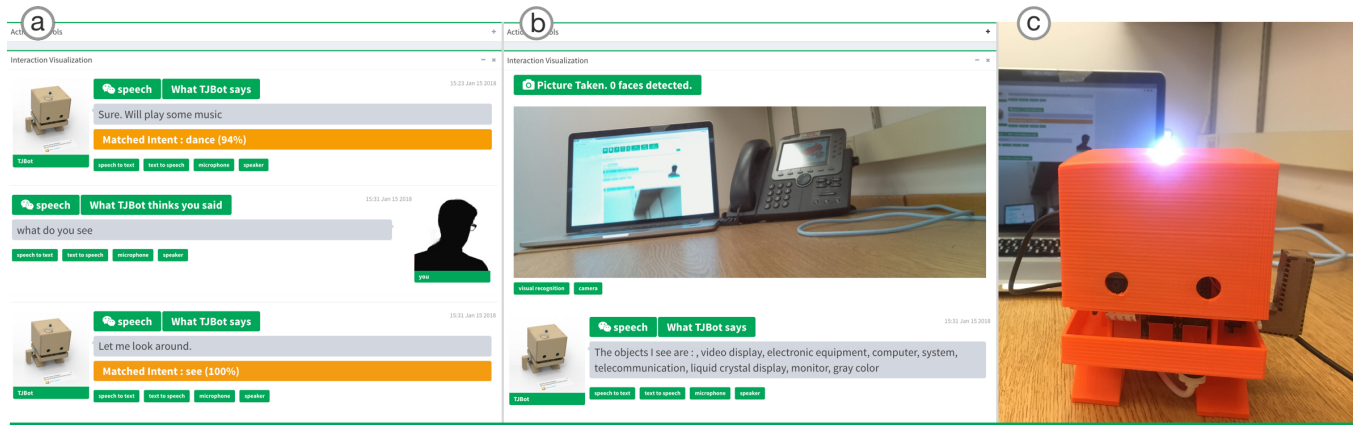 a
Interaction Visualization
15:23 Jan 15 2018
speech What TJBot says
Sure. Will play some music
Matched Intent : dance (94%)
TJBot
speech to text text to speech microphone speaker
15:31 Jan 15 2018
speech What TJBot thinks you said
what do you see
speech to text text to speech microphone speaker
you
15:31 Jan 15 2018
speech What TJBot says
Let me look around.
Matched Intent : see (100%)
TJBot
speech to text text to speech microphone speaker
b
Interaction Visualization
Picture Taken. 0 faces detected.
visual recognition camera
15:31 Jan 15 2018
speech What TJBot says
The objects I see are : , video display, electronic equipment, computer, system,
telecommunication, liquid crystal display, monitor, gray color
TJBot
speech to text text to speech microphone speaker
c